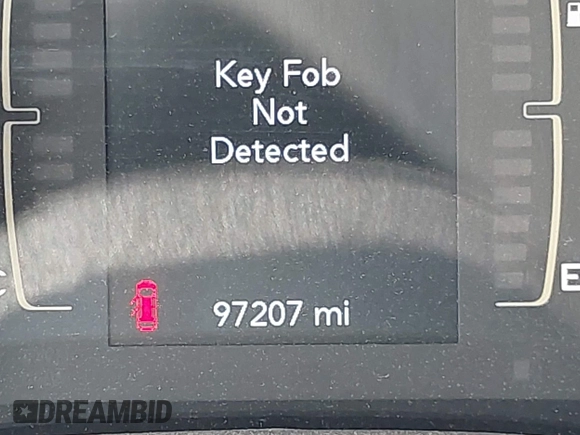 Key Fob
Not
Detected
97207 mi
C
E
DREAMBID